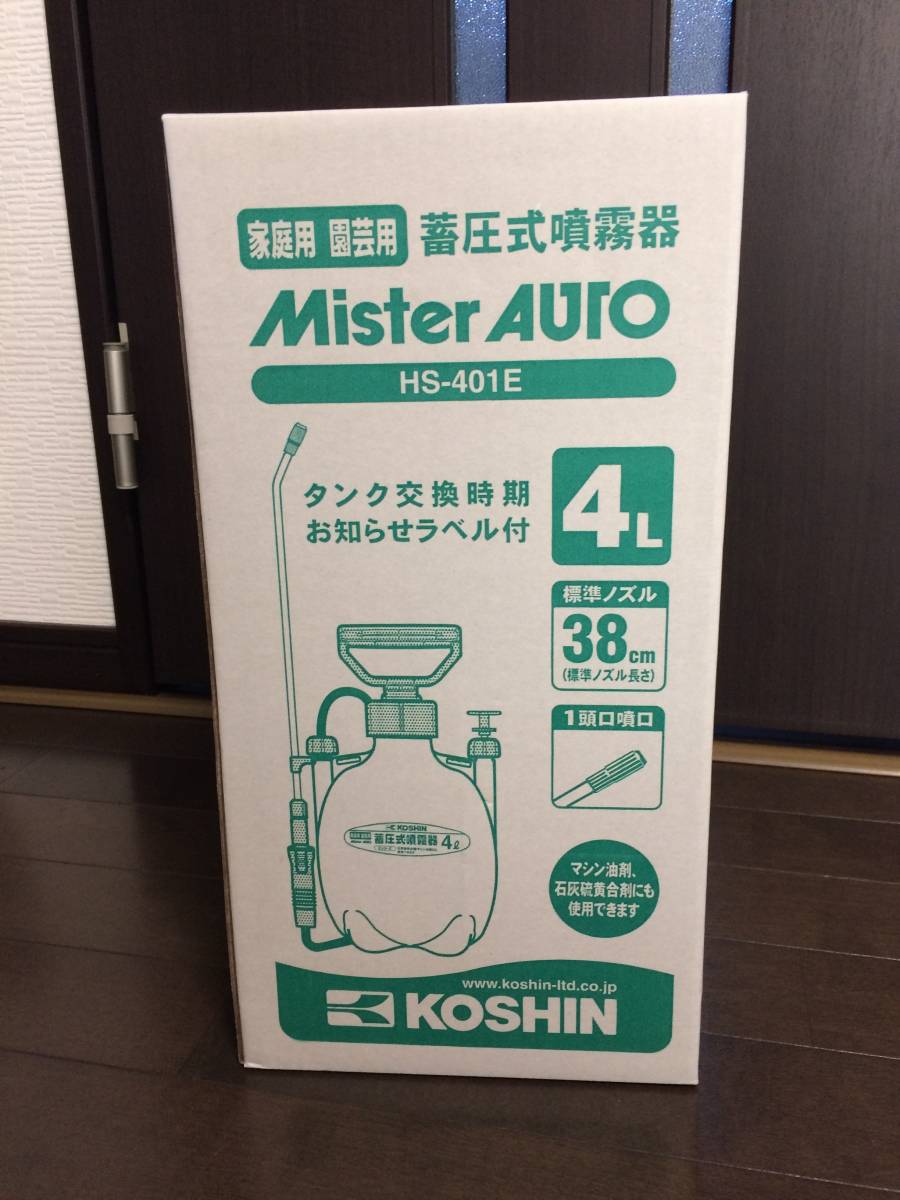 家庭用 園芸用 蓄圧式噴霧器
Mister AUTO
HS-401E
タンク交換時期
お知らせラベル付
4L
標準ノズル
38cm
(標準ノズル長さ)
1頭口噴口
KOSHIN
蓄圧式噴霧器 4ℓ
マシン油剤、
石灰硫黄合剤にも
使用できます
www.koshin-ltd.co.jp
KOSHIN